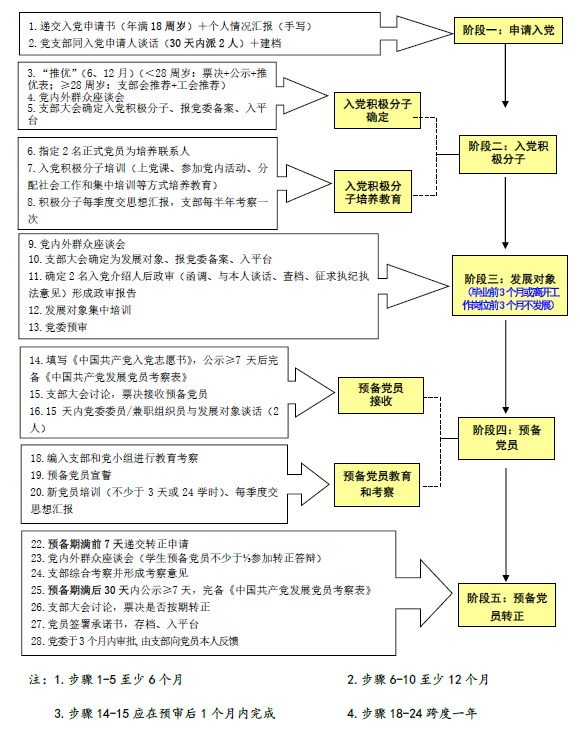 1. 递交入党申请书（年满 18 周岁）＋个人情况汇报（手写）
2. 党支部同入党申请人谈话（30 天内派 2 人）＋建档
阶段一：申请入党
3. “推优”（6、12 月）（＜28 周岁：票决+公示+推
优表；≥28 周岁：支部会推荐+工会推荐）
4. 党内外群众座谈会
5. 支部大会确定入党积极分子、报党委备案、入平
台
入党积极分子
确定
阶段二：入党积
极分子
6. 指定 2 名正式党员为培养联系人
7. 入党积极分子培训（上党课、参加党内活动、分
配社会工作和集中培训等方式培养教育）
8. 积极分子每季度交思想汇报，支部每半年考察一
次
入党积极分
子培养教育
9. 党内外群众座谈会
10. 支部大会确定为发展对象、报党委备案、入平台
11. 确定 2 名入党介绍人后政审（函调、与本人谈话、查档、征求执纪执
法意见）形成政审报告
12. 发展对象集中培训
13. 党委预审
阶段三：发展对象
（毕业前 3 个月或离开工
作岗位前 3 个月不发展）
14. 填写《中国共产党入党志愿书》，公示≥7 天后完
备《中国共产党发展党员考察表》
15. 支部大会讨论，票决接收预备党员
16. 15 天内党委委员/兼职组织员与发展对象谈话（2
人）
预备党员
接收
阶段四：预备
党员
18. 编入支部和党小组进行教育考察
19. 预备党员宣誓
20. 新党员培训（不少于 3 天或 24 学时）、每季度交
思想汇报
预备党员教育
和考察
22. 预备期满前 7 天递交转正申请
23. 党内外群众座谈会（学生预备党员不少于⅓参加转正答辩）
24. 支部综合考察并形成考察意见
25. 预备期满后 30 天内公示≥7 天，完备《中国共产党发展党员考察表》
26. 支部大会讨论，票决是否按期转正
27. 党员签署承诺书，存档、入平台
28. 党委于 3 个月内审批, 由支部向党员本人反馈
阶段五：预备党
员转正
注：1. 步骤 1-5 至少 6 个月
2. 步骤 6-10 至少 12 个月
3. 步骤 14-15 应在预审后 1 个月内完成
4. 步骤 18-24 跨度一年